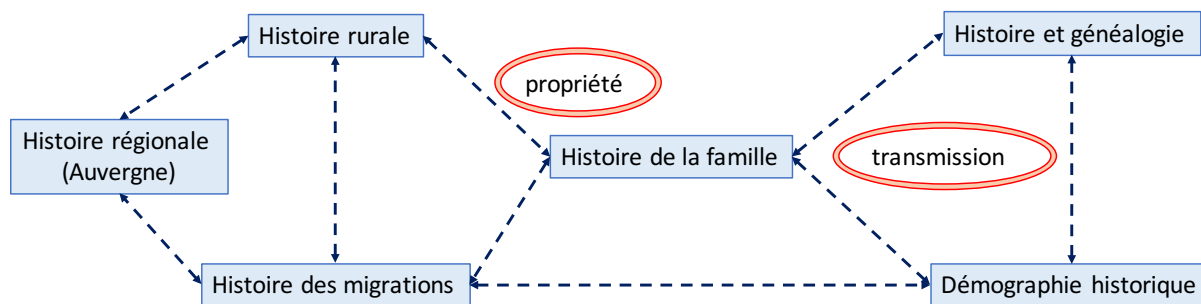 Histoire rurale
Histoire et généalogie
propriété
Histoire régionale
(Auvergne)
Histoire de la famille
transmission
Histoire des migrations
Démographie historique